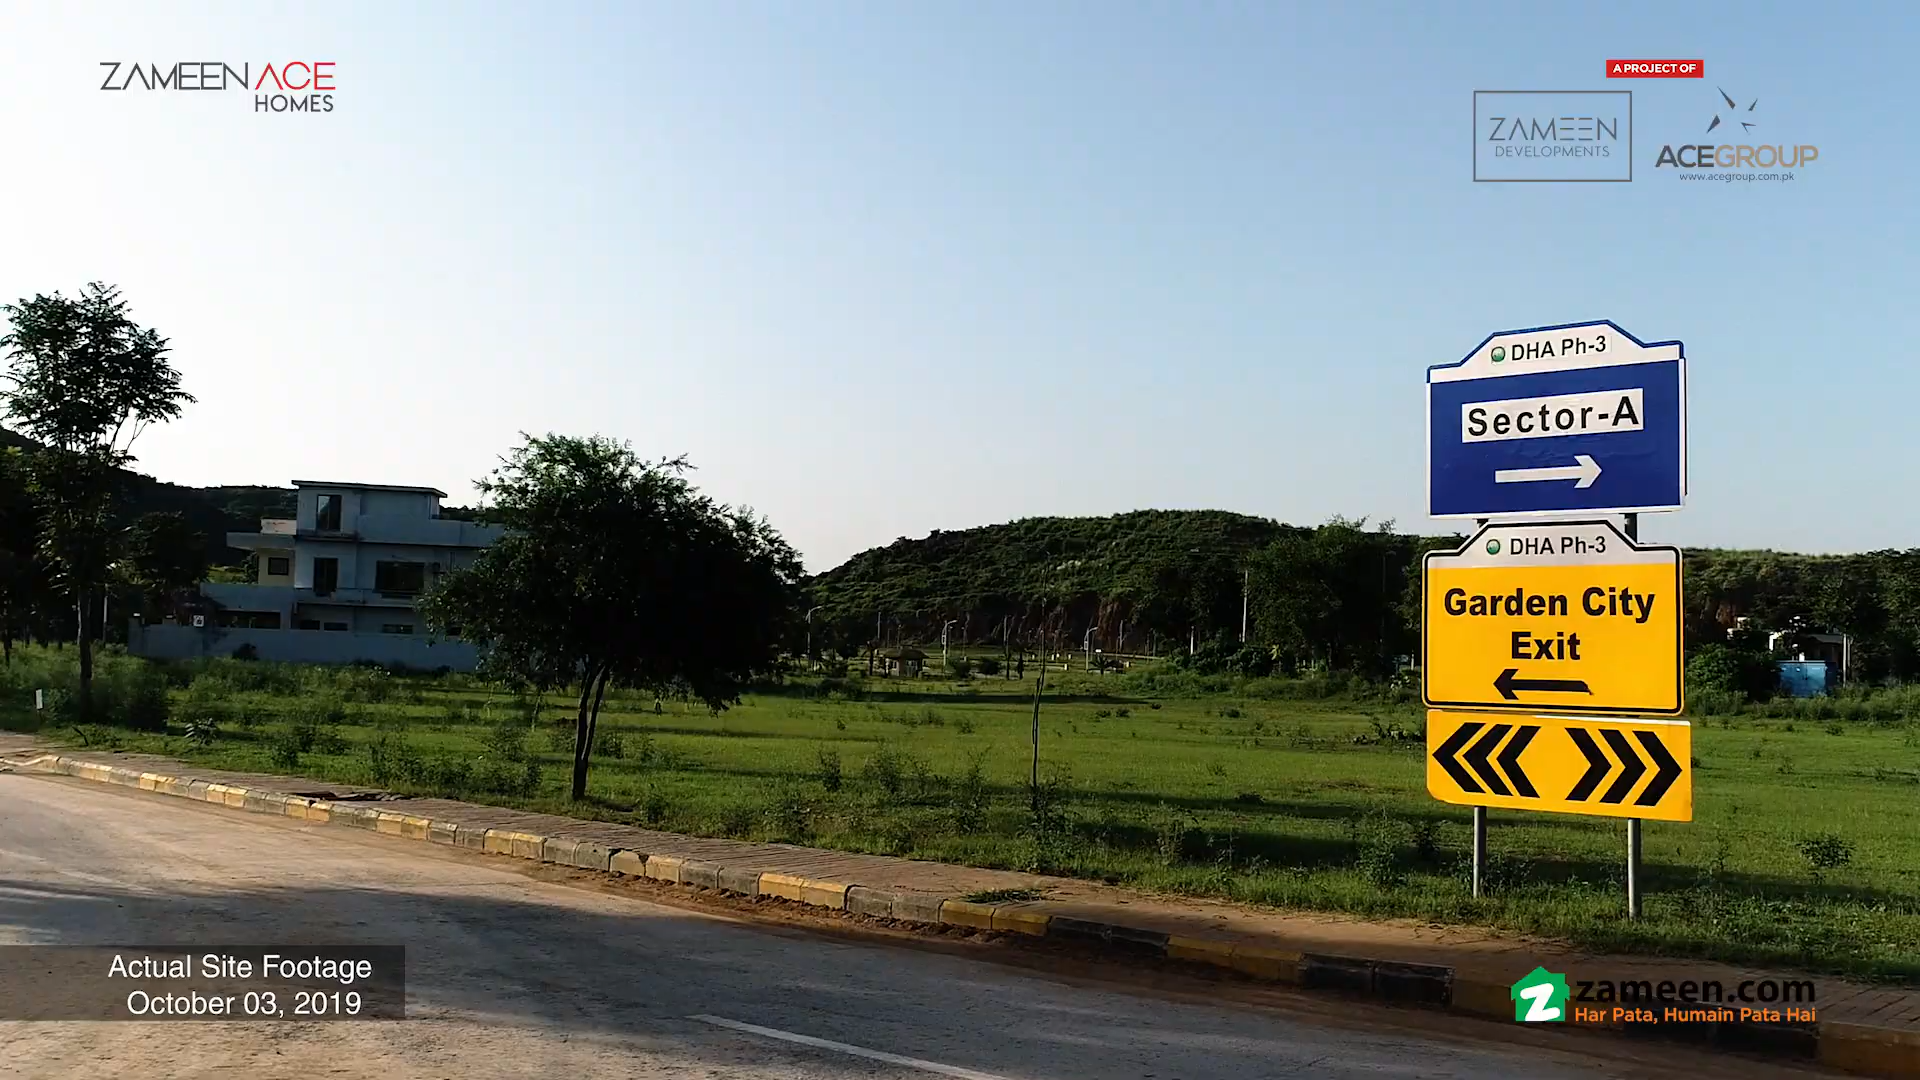 ZAMEEN ACE
HOMES
A PROJECT OF
ZAMEEN
DEVELOPMENTS
ACEGROUP
www.acegroup.com.pk
DHA Ph-3
Sector-A
DHA Ph-3
Garden City
Exit
Actual Site Footage
October 03, 2019
zameen.com
Har Pata, Humain Pata Hai